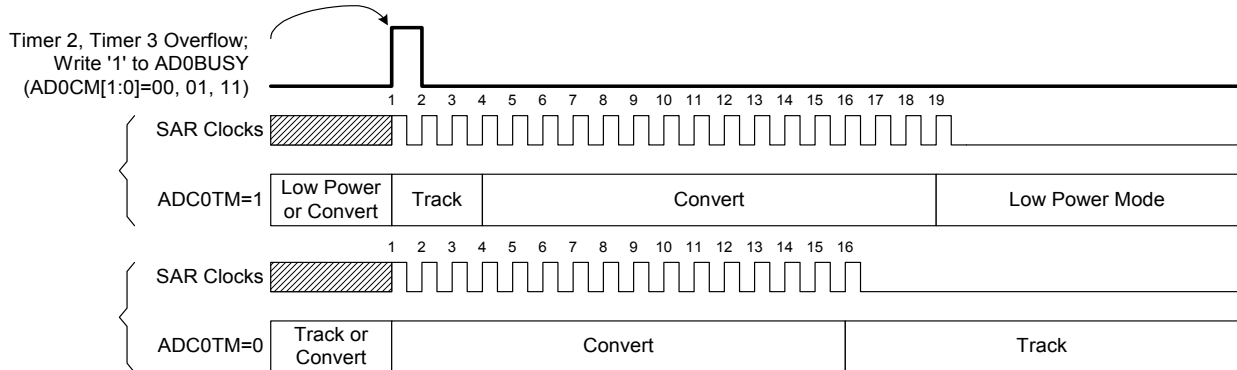 Timer 2, Timer 3 Overflow;
Write '1' to AD0BUSY
(AD0CM[1:0]=00, 01, 11)
1 2 3 4 5 6 7 8 9 10 11 12 13 14 15 16 17 18 19
SAR Clocks
ADC0TM=1
Low Power
or Convert
Track
Convert
Low Power Mode
1 2 3 4 5 6 7 8 9 10 11 12 13 14 15 16
SAR Clocks
ADC0TM=0
Track or
Convert
Convert
Track